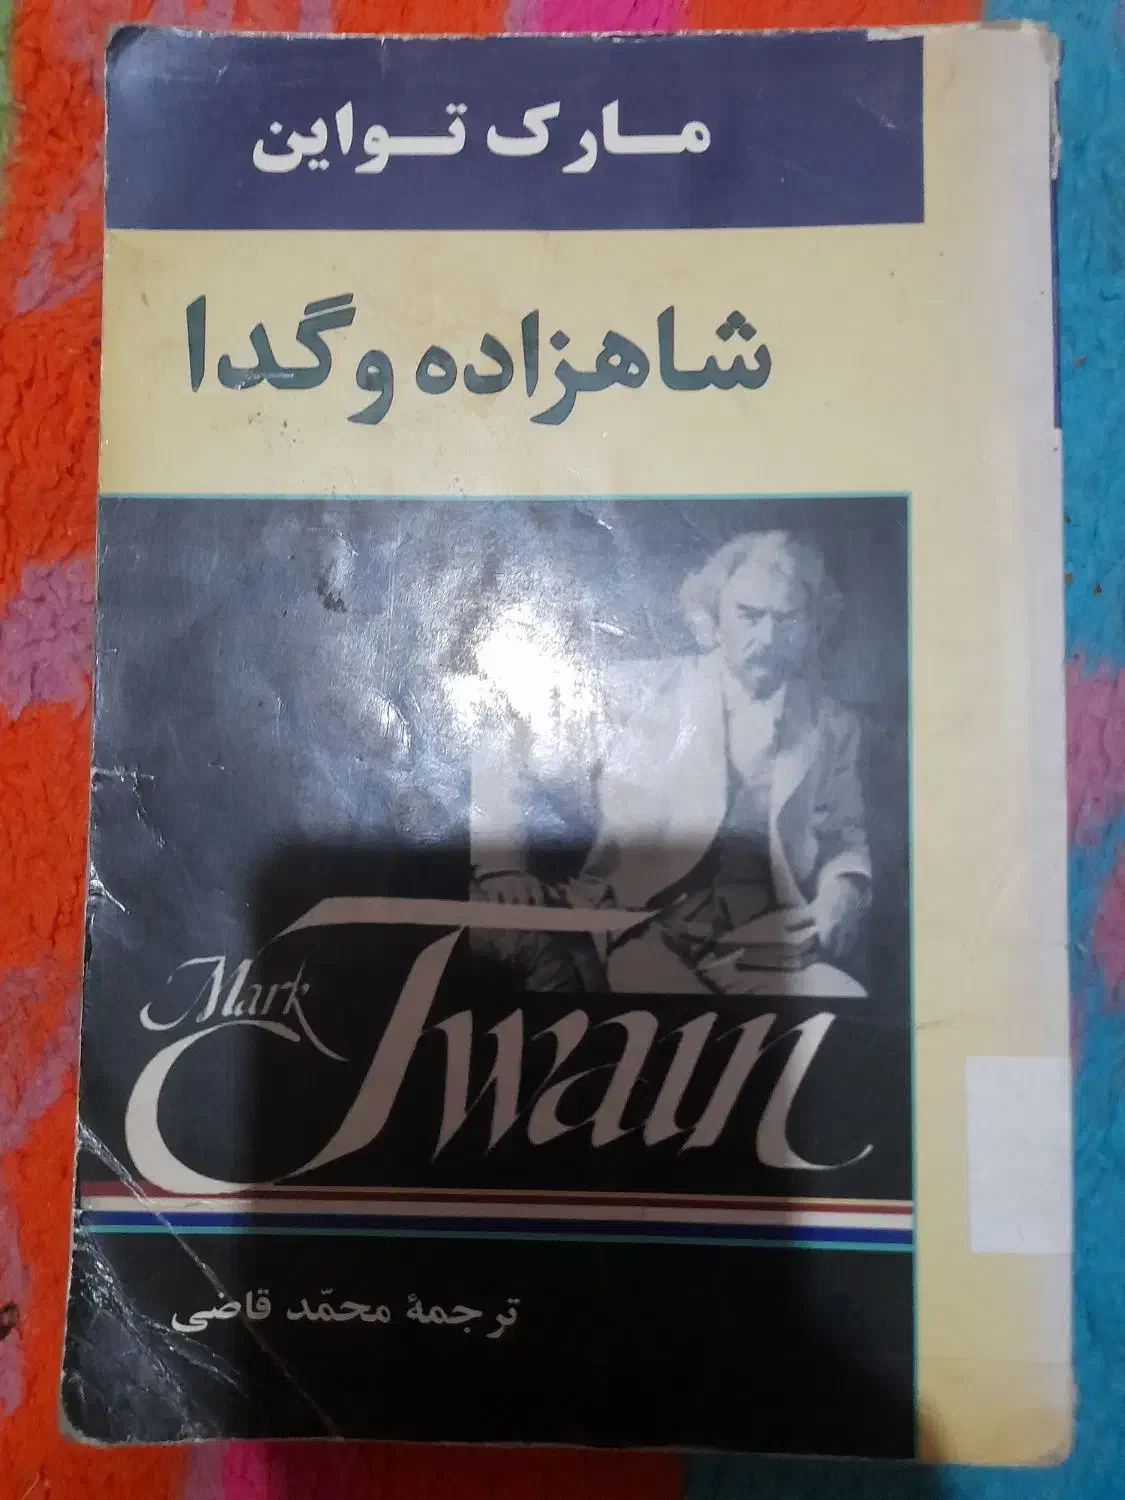 مارک تواین
شاهزاده و گدا
Mark
Twain
ترجمهٔ محمّد قاضی